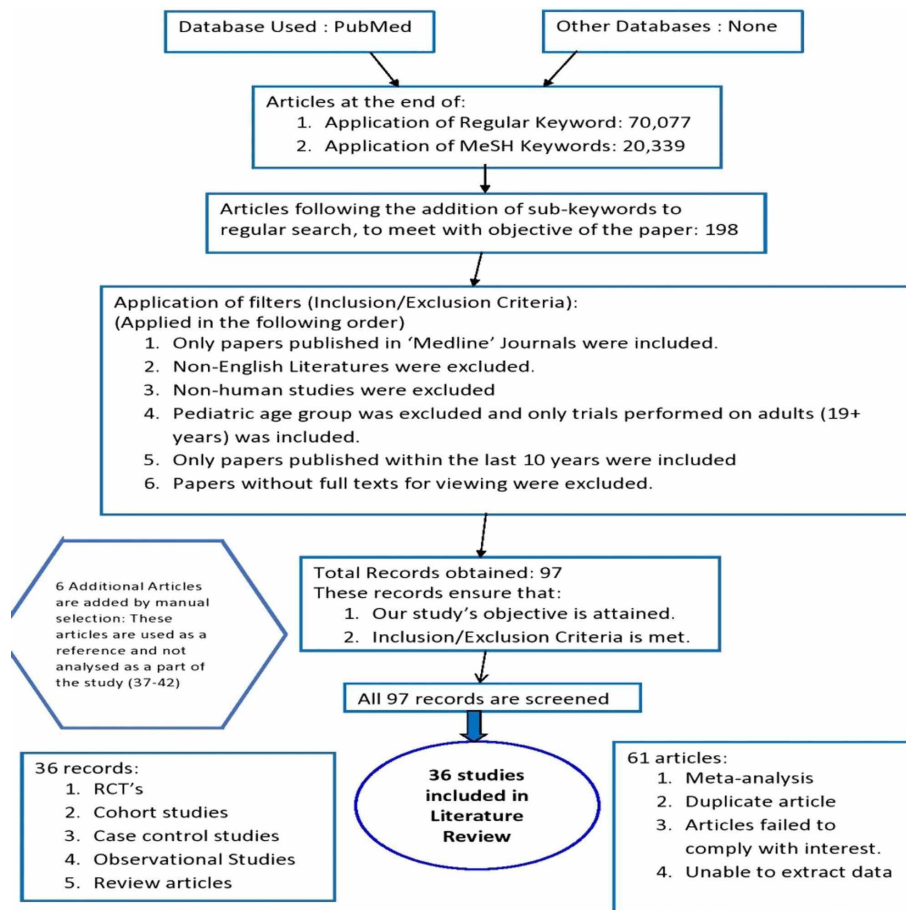 Database Used : PubMed
Other Databases : None
Articles at the end of:
1. Application of Regular Keyword: 70,077
2. Application of MeSH Keywords: 20,339
Articles following the addition of sub-keywords to
regular search, to meet with objective of the paper: 198
Application of filters (Inclusion/Exclusion Criteria):
(Applied in the following order)
1. Only papers published in ‘Medline’ Journals were included.
2. Non-English Literatures were excluded.
3. Non-human studies were excluded
4. Pediatric age group was excluded and only trials performed on adults (19+
years) was included.
5. Only papers published within the last 10 years were included
6. Papers without full texts for viewing were excluded.
6 Additional Articles
are added by manual
selection: These
articles are used as a
reference and not
analysed as a part of
the study (37-42)
Total Records obtained: 97
These records ensure that:
1. Our study’s objective is attained.
2. Inclusion/Exclusion Criteria is met.
All 97 records are screened
36 records:
1. RCT’s
2. Cohort studies
3. Case control studies
4. Observational Studies
5. Review articles
36 studies
included in
Literature
Review
61 articles:
1. Meta-analysis
2. Duplicate article
3. Articles failed to
comply with interest.
4. Unable to extract data